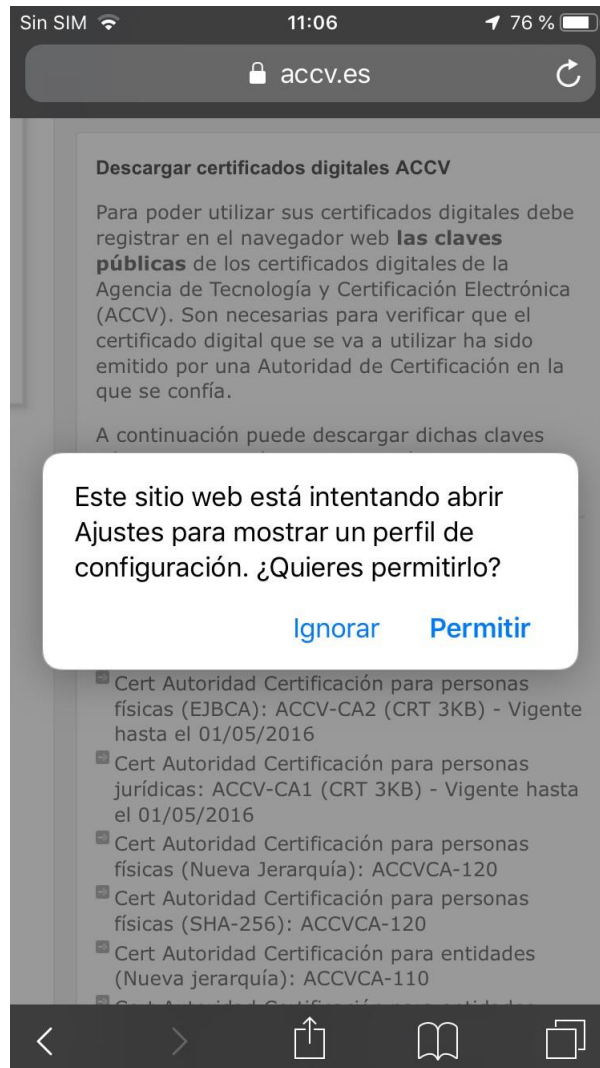 Sin SIM 11:06 76 %
accv.es
Descargar certificados digitales ACCV
Para poder utilizar sus certificados digitales debe
registrar en el navegador web las claves
públicas de los certificados digitales de la
Agencia de Tecnología y Certificación Electrónica
(ACCV). Son necesarias para verificar que el
certificado digital que se va a utilizar ha sido
emitido por una Autoridad de Certificación en la
que se confía.
A continuación puede descargar dichas claves
Este sitio web está intentando abrir
Ajustes para mostrar un perfil de
configuración. ¿Quieres permitirlo?
Ignorar Permitir
Cert Autoridad Certificación para personas
físicas (EJBCA): ACCV-CA2 (CRT 3KB) - Vigente
hasta el 01/05/2016
Cert Autoridad Certificación para personas
jurídicas: ACCV-CA1 (CRT 3KB) - Vigente hasta
el 01/05/2016
Cert Autoridad Certificación para personas
físicas (Nueva Jerarquía): ACCVCA-120
Cert Autoridad Certificación para personas
físicas (SHA-256): ACCVCA-120
Cert Autoridad Certificación para entidades
(Nueva jerarquía): ACCVCA-110